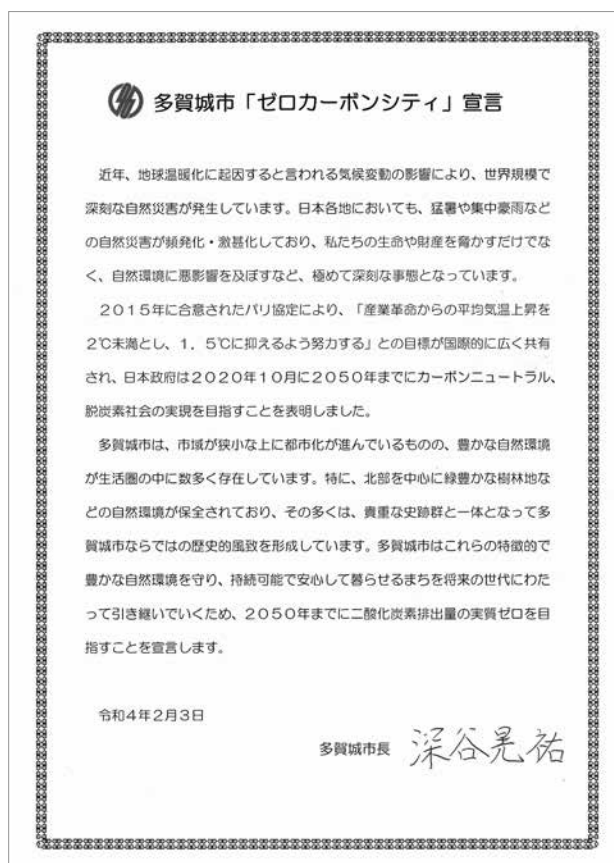 多賀城市「ゼロカーボンシティ」宣言
近年、地球温暖化に起因すると言われる気候変動の影響により、世界規模で
深刻な自然災害が発生しています。日本各地においても、猛暑や集中豪雨など
の自然災害が頻発化・激甚化しており、私たちの生命や財産を脅かすだけでな
く、自然環境に悪影響を及ぼすなど、極めて深刻な事態となっています。
２０１５年に合意されたパリ協定により、「産業革命からの平均気温上昇を
２℃未満とし、１．５℃に抑えるよう努力する」との目標が国際的に広く共有
され、日本政府は２０２０年１０月に２０５０年までにカーボンニュートラル、
脱炭素社会の実現を目指すことを表明しました。
多賀城市は、市域が狭小な上に都市化が進んでいるものの、豊かな自然環境
が生活圏の中に数多く存在しています。特に、北部を中心に緑豊かな樹林地な
どの自然環境が保全されており、その多くは、貴重な史跡群と一体となって多
賀城市ならではの歴史的風致を形成しています。多賀城市はこれらの特徴的で
豊かな自然環境を守り、持続可能で安心して暮らせるまちを将来の世代にわた
って引き継いでいくため、２０５０年までに二酸化炭素排出量の実質ゼロを目
指すことを宣言します。
令和４年２月３日
多賀城市長 深谷晃祐